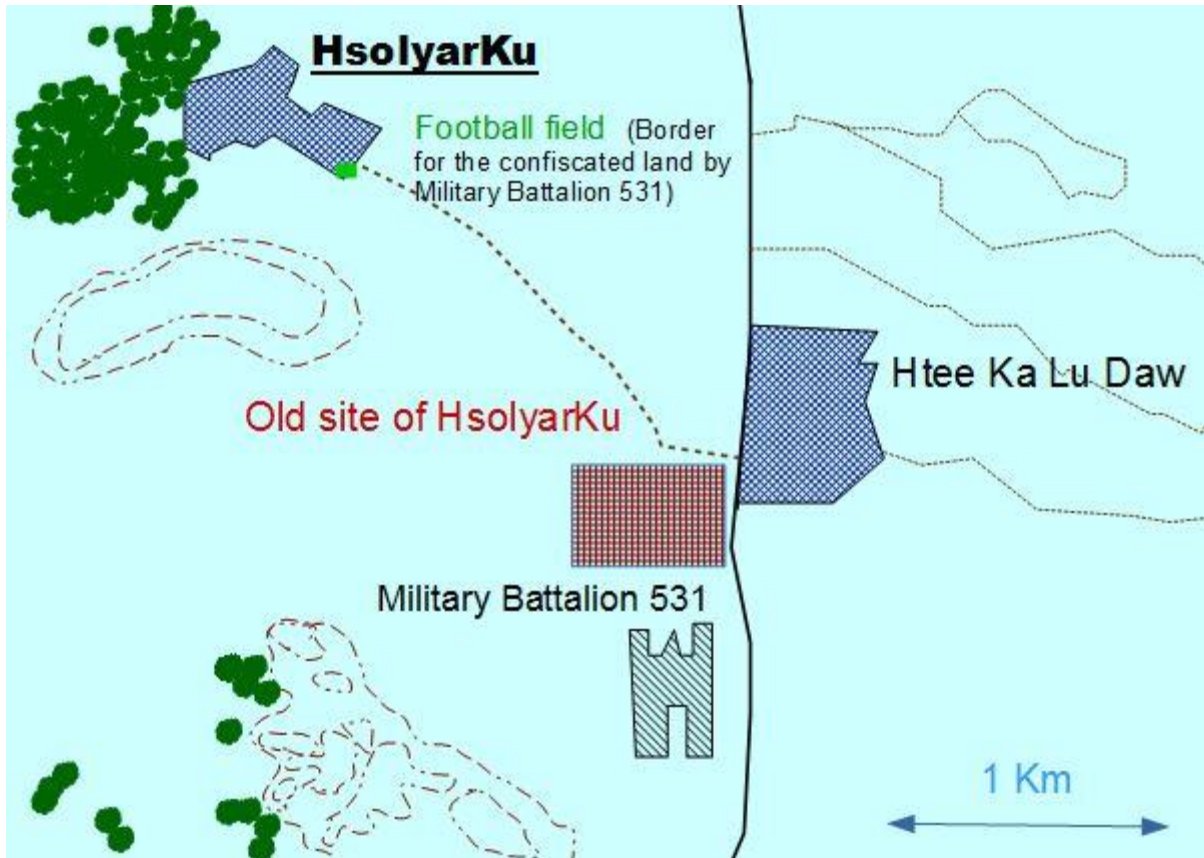 HsolyarKu
Football field (Border
for the confiscated land by
Military Battalion 531)
Htee Ka Lu Daw
Old site of HsolyarKu
Military Battalion 531
1 Km